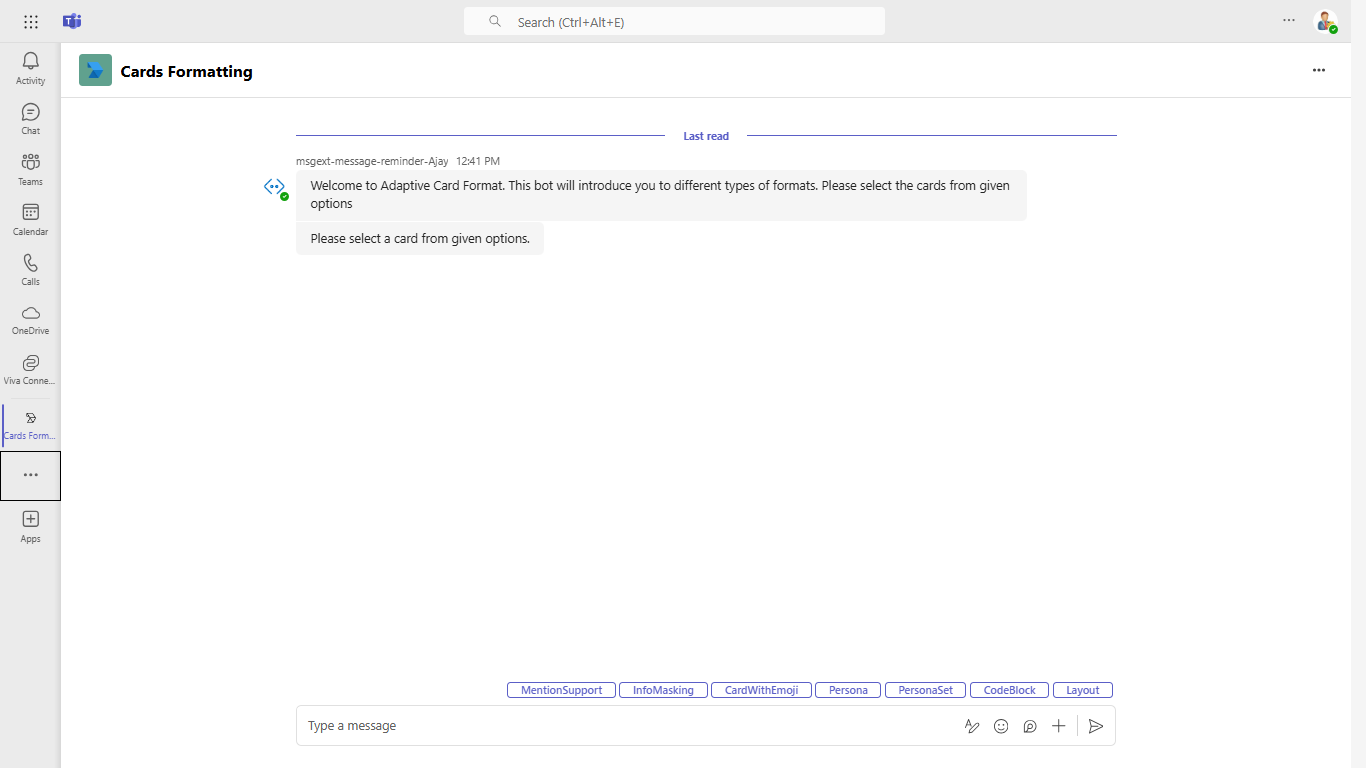 Search (Ctrl+Alt+E)
Activity
Chat
Teams
Calendar
Calls
OneDrive
Viva Conne...
Cards Form...
Apps
Cards Formatting
Last read
msgext-message-reminder-Ajay 12:41 PM
Welcome to Adaptive Card Format. This bot will introduce you to different types of formats. Please select the cards from given
options
Please select a card from given options.
MentionSupport InfoMasking CardWithEmoji Persona PersonaSet CodeBlock Layout
Type a message